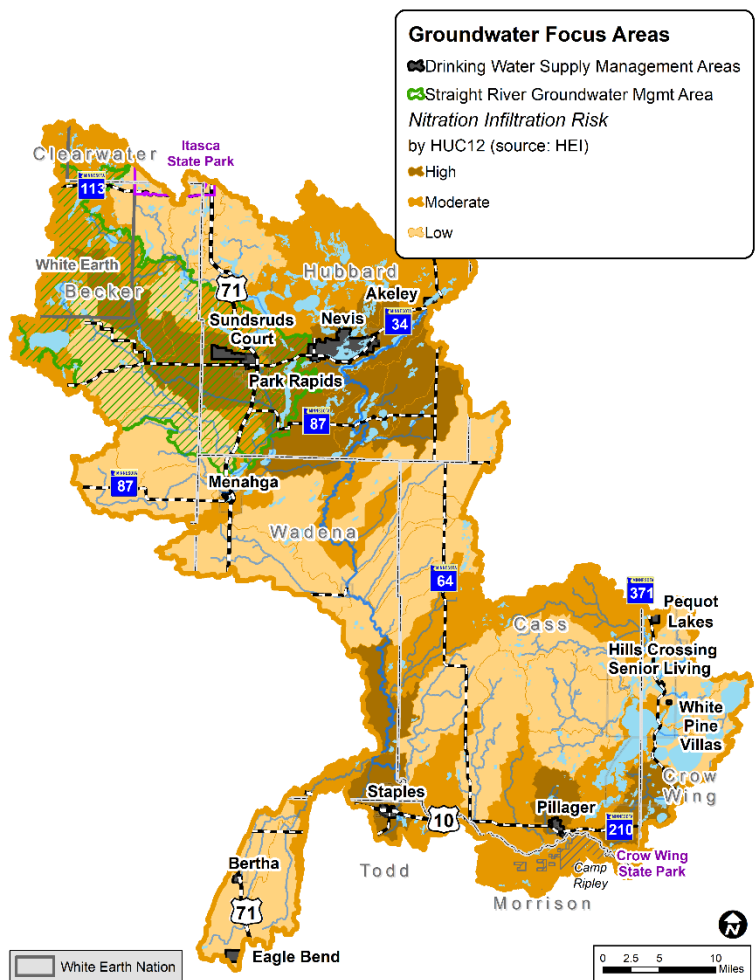 Groundwater Focus Areas
Drinking Water Supply Management Areas
Straight River Groundwater Mgmt Area
Nitration Infiltration Risk
by HUC12 (source: HEI)
High
Moderate
Low
Clearwater
Itasca
State Park
113
White Earth
Becker
71
Hubbard
Akeley
Nevis
34
Sundsruds
Court
Park Rapids
87
87
Menahga
Wadena
64
371
Pequot
Lakes
Cass
Hills Crossing
Senior Living
White
Pine
Villas
Crow
Wing
Staples
10
Pillager
210
Crow Wing
State Park
Camp
Ripley
Todd
Morrison
Bertha
71
Eagle Bend
White Earth Nation
N
0 2.5 5 10
Miles